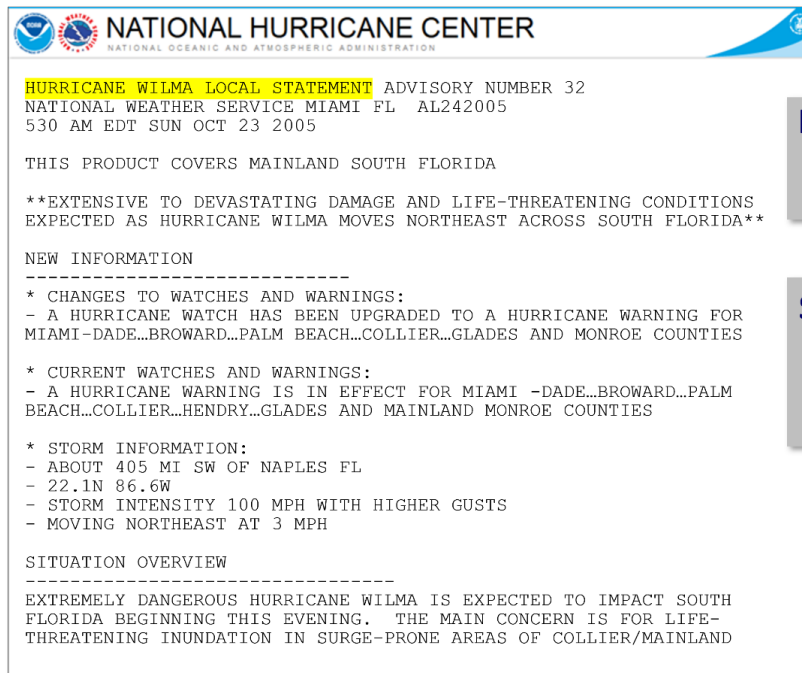 NATIONAL HURRICANE CENTER
NATIONAL OCEANIC AND ATMOSPHERIC ADMINISTRATION
HURRICANE WILMA LOCAL STATEMENT ADVISORY NUMBER 32
NATIONAL WEATHER SERVICE MIAMI FL AL242005
530 AM EDT SUN OCT 23 2005
THIS PRODUCT COVERS MAINLAND SOUTH FLORIDA
**EXTENSIVE TO DEVASTATING DAMAGE AND LIFE-THREATENING CONDITIONS
EXPECTED AS HURRICANE WILMA MOVES NORTHEAST ACROSS SOUTH FLORIDA**
NEW INFORMATION
-----------------------------
* CHANGES TO WATCHES AND WARNINGS:
- A HURRICANE WATCH HAS BEEN UPGRADED TO A HURRICANE WARNING FOR
MIAMI-DADE…BROWARD…PALM BEACH…COLLIER…GLADES AND MONROE COUNTIES
* CURRENT WATCHES AND WARNINGS:
- A HURRICANE WARNING IS IN EFFECT FOR MIAMI -DADE…BROWARD…PALM
BEACH…COLLIER…HENDRY…GLADES AND MAINLAND MONROE COUNTIES
* STORM INFORMATION:
- ABOUT 405 MI SW OF NAPLES FL
- 22.1N 86.6W
- STORM INTENSITY 100 MPH WITH HIGHER GUSTS
- MOVING NORTHEAST AT 3 MPH
SITUATION OVERVIEW
---------------------------------
EXTREMELY DANGEROUS HURRICANE WILMA IS EXPECTED TO IMPACT SOUTH
FLORIDA BEGINNING THIS EVENING. THE MAIN CONCERN IS FOR LIFE-
THREATENING INUNDATION IN SURGE-PRONE AREAS OF COLLIER/MAINLAND